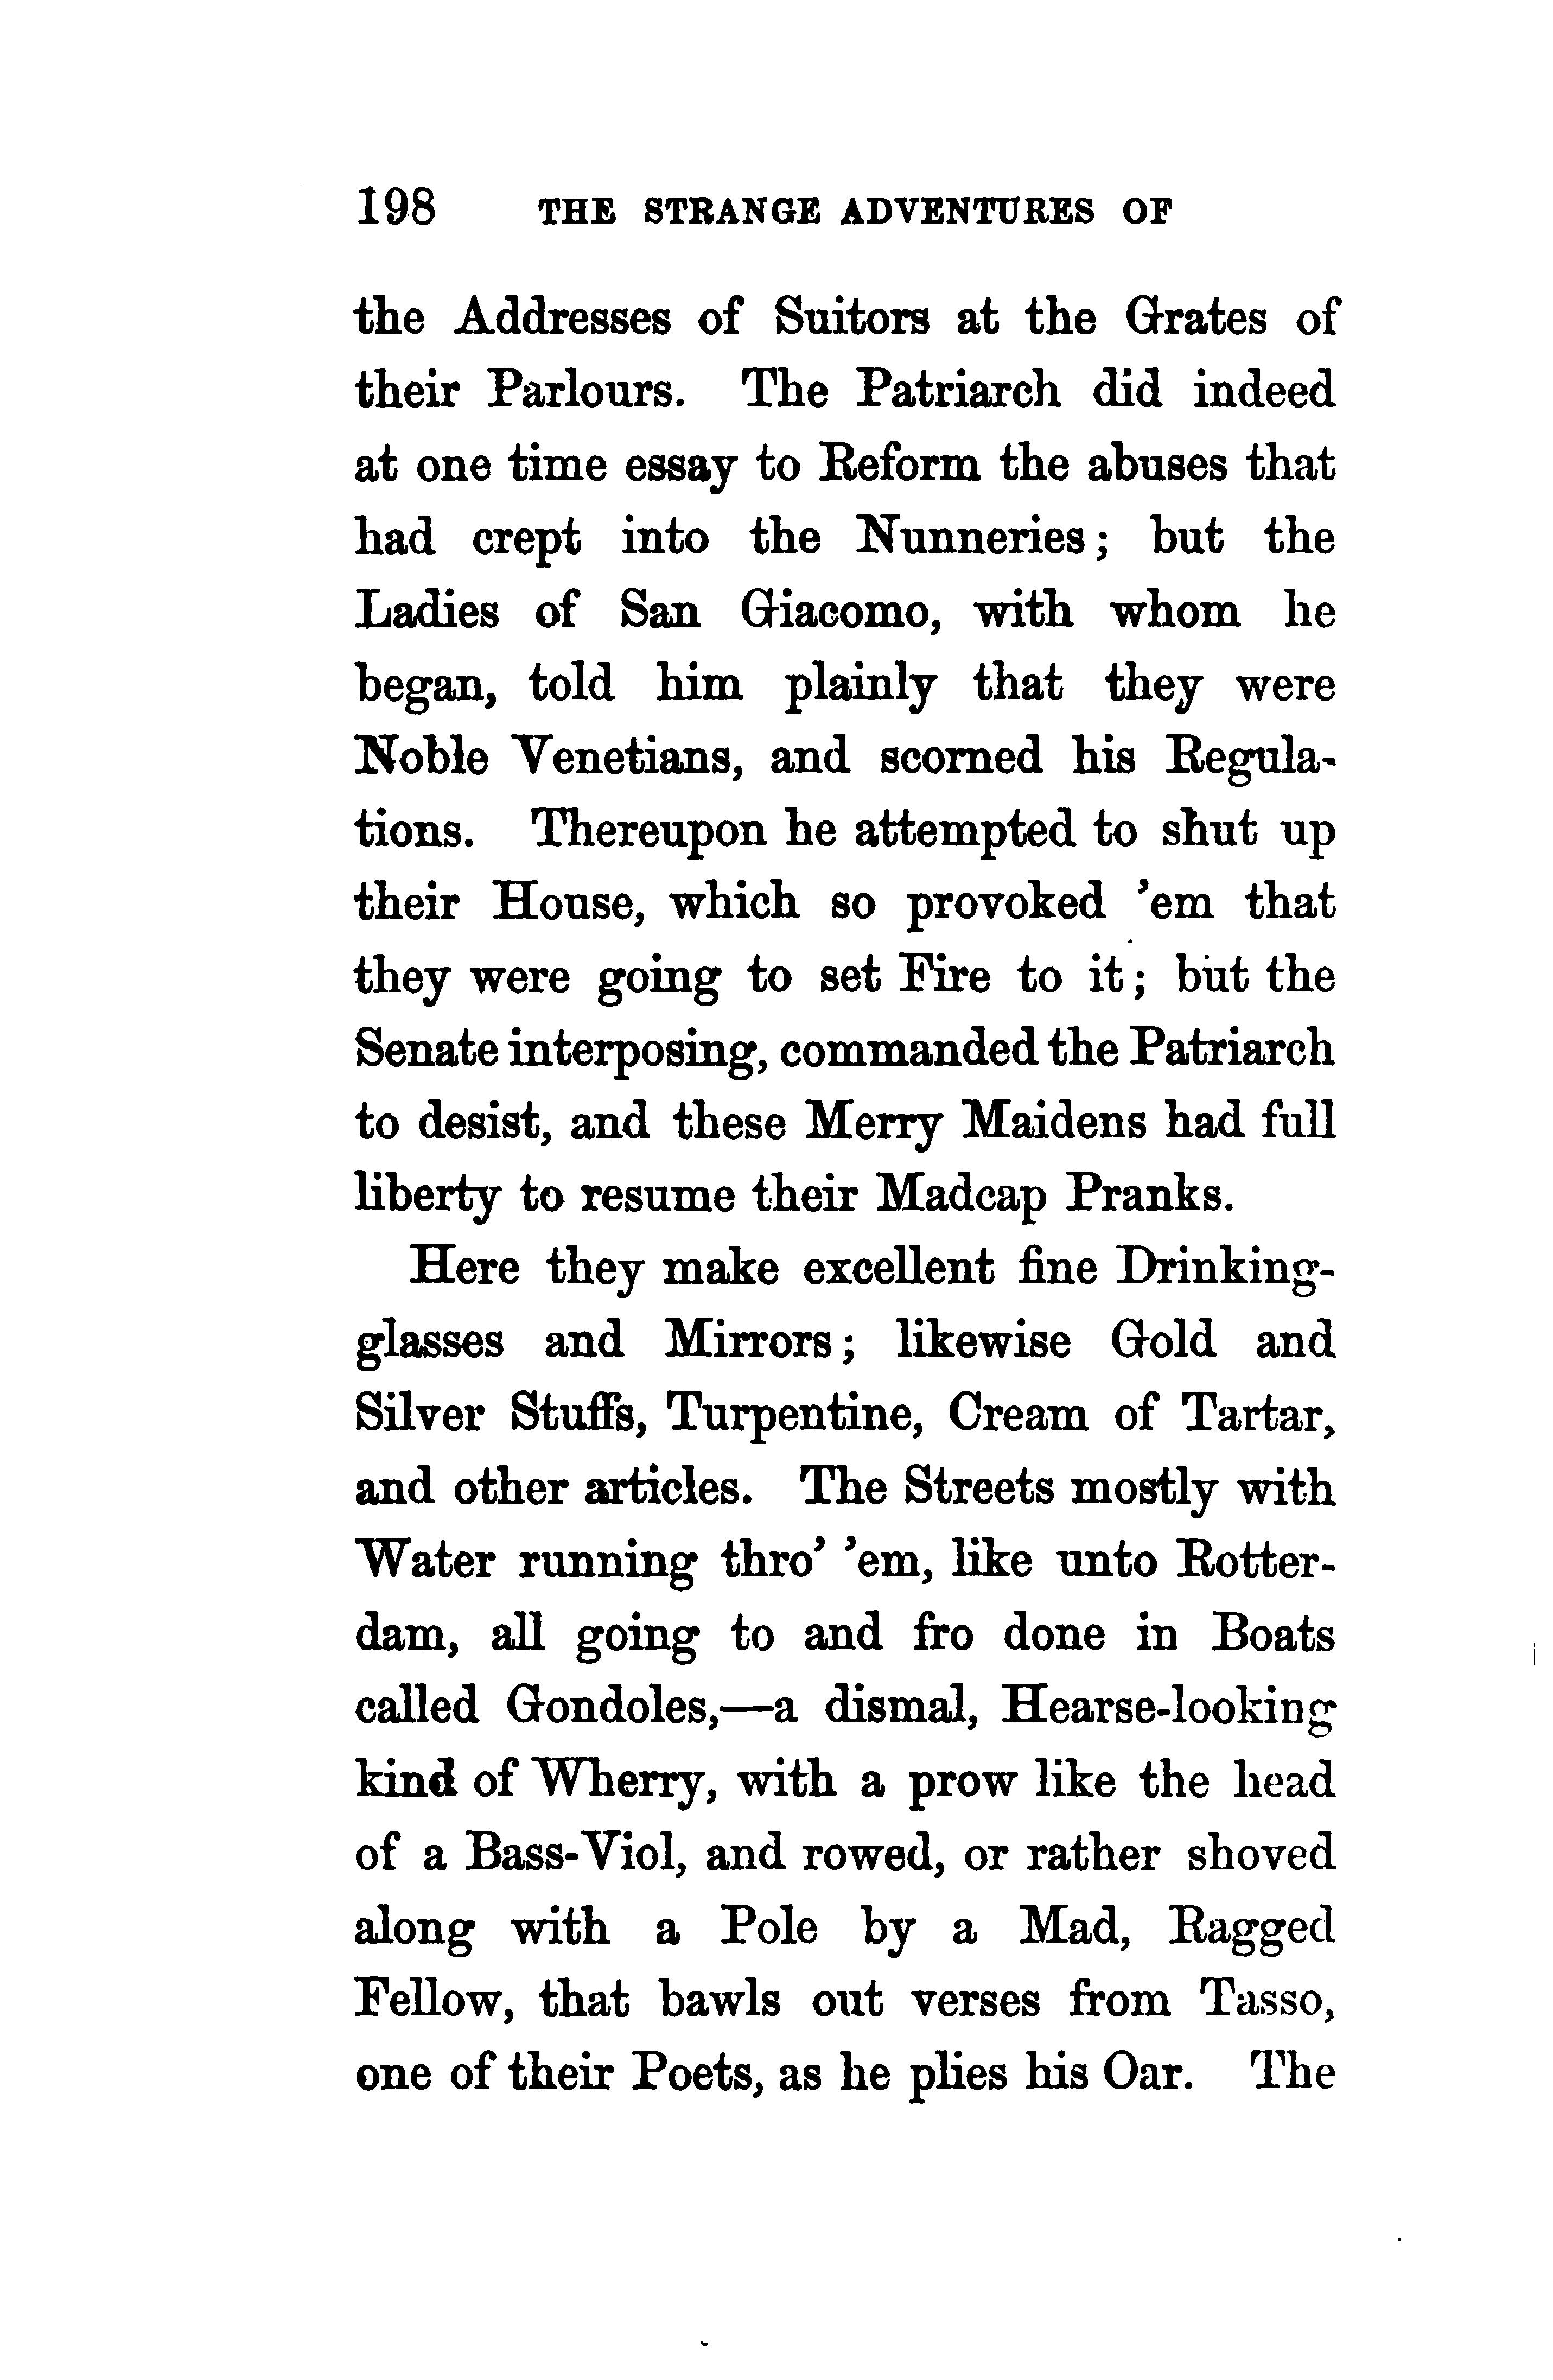 198 THE STRANGE ADVENTURES OF
the Addresses of Suitors at the Grates of
their Parlours. The Patriarch did indeed
at one time essay to Reform the abuses that
had crept into the Nunneries; but the
Ladies of San Giacomo, with whom he
began, told him plainly that they were
Noble Venetians, and scorned his Regula-
tions. Thereupon he attempted to shut up
their House, which so provoked 'em that
they were going to set Fire to it; but the
Senate interposing, commanded the Patriarch
to desist, and these Merry Maidens had full
liberty to resume their Madcap Pranks.
Here they make excellent fine Drinking-
glasses and Mirrors; likewise Gold and
Silver Stuffs, Turpentine, Cream of Tartar,
and other articles. The Streets mostly with
Water running thro' 'em, like unto Rotter-
dam, all going to and fro done in Boats
called Gondoles,—a dismal, Hearse-looking
kind of Wherry, with a prow like the head
of a Bass-Viol, and rowed, or rather shoved
along with a Pole by a Mad, Ragged
Fellow, that bawls out verses from Tasso,
one of their Poets, as he plies his Oar. The